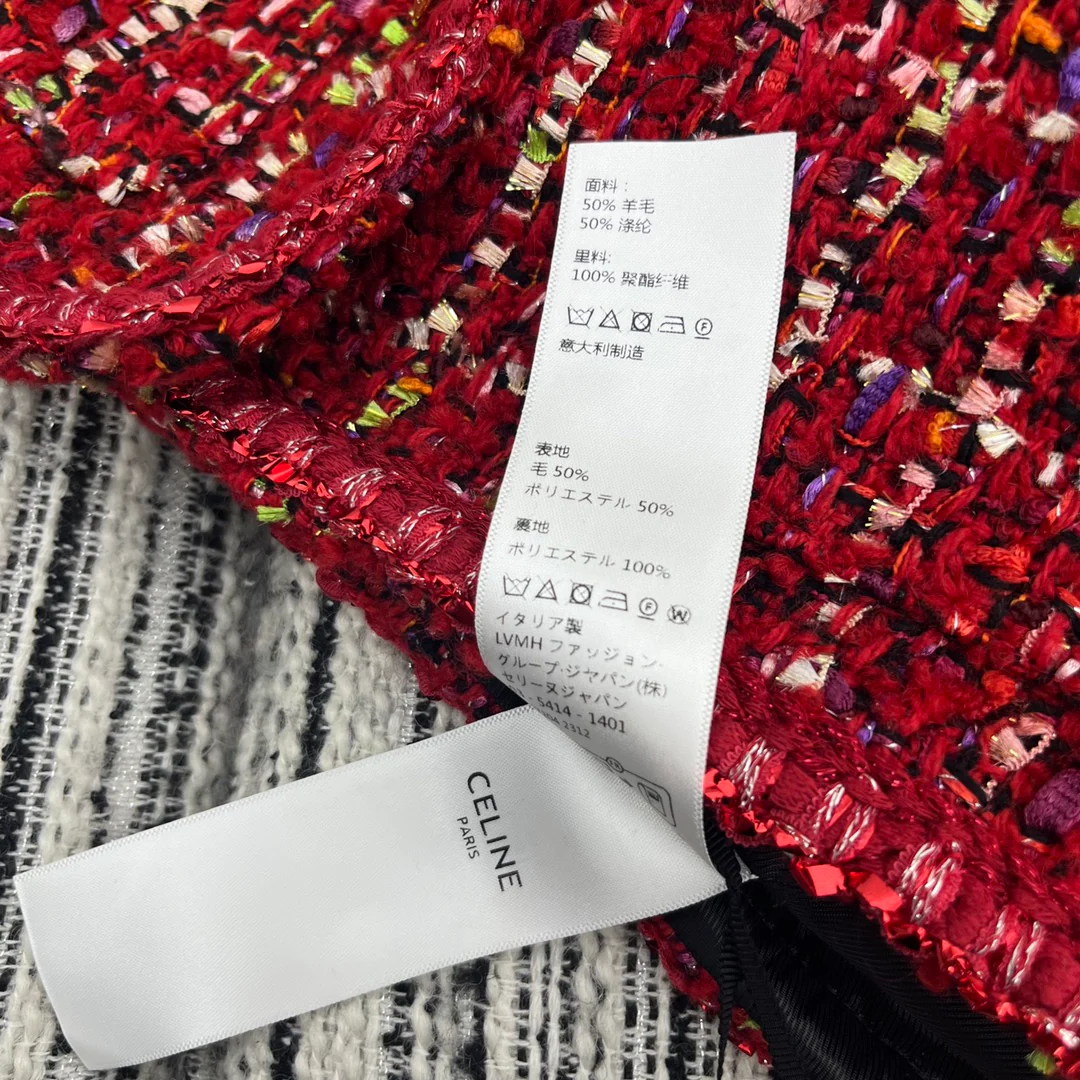 面料：
50% 羊毛
50% 涤纶
里料:
100% 聚酯纤维
F
意大利制造
表地
毛 50%
ポリエステル 50%
裏地
ポリエステル 100%
F W
イタリア製
LVMH ファッション・
グループ・ジャパン(株)
セリーヌジャパン
5414 - 1401
2312
CELINE
PARIS